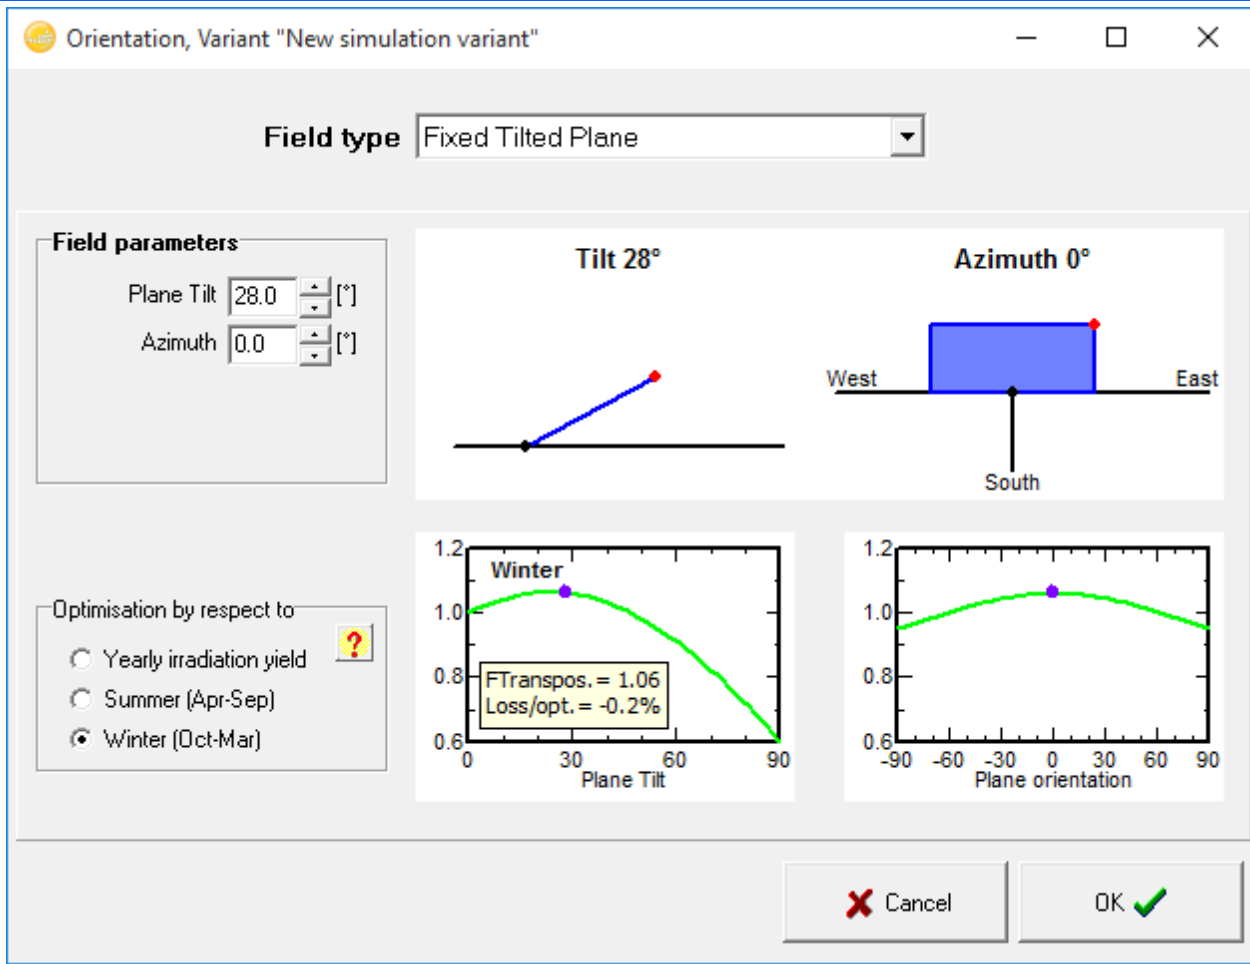 Orientation, Variant "New simulation variant"
Field type Fixed Tilted Plane
Field parameters
Plane Tilt 28.0 [°]
Azimuth 0.0 [°]
Tilt 28°
Azimuth 0°
West
East
South
Optimisation by respect to
?
Yearly irradiation yield
Summer (Apr-Sep)
Winter (Oct-Mar)
1.2
1.0
0.8
0.6
Winter
FTranspos. = 1.06
Loss/opt. = -0.2%
0 30 60 90
Plane Tilt
1.2
1.0
0.8
0.6
-90 -60 -30 0 30 60 90
Plane orientation
Cancel
OK